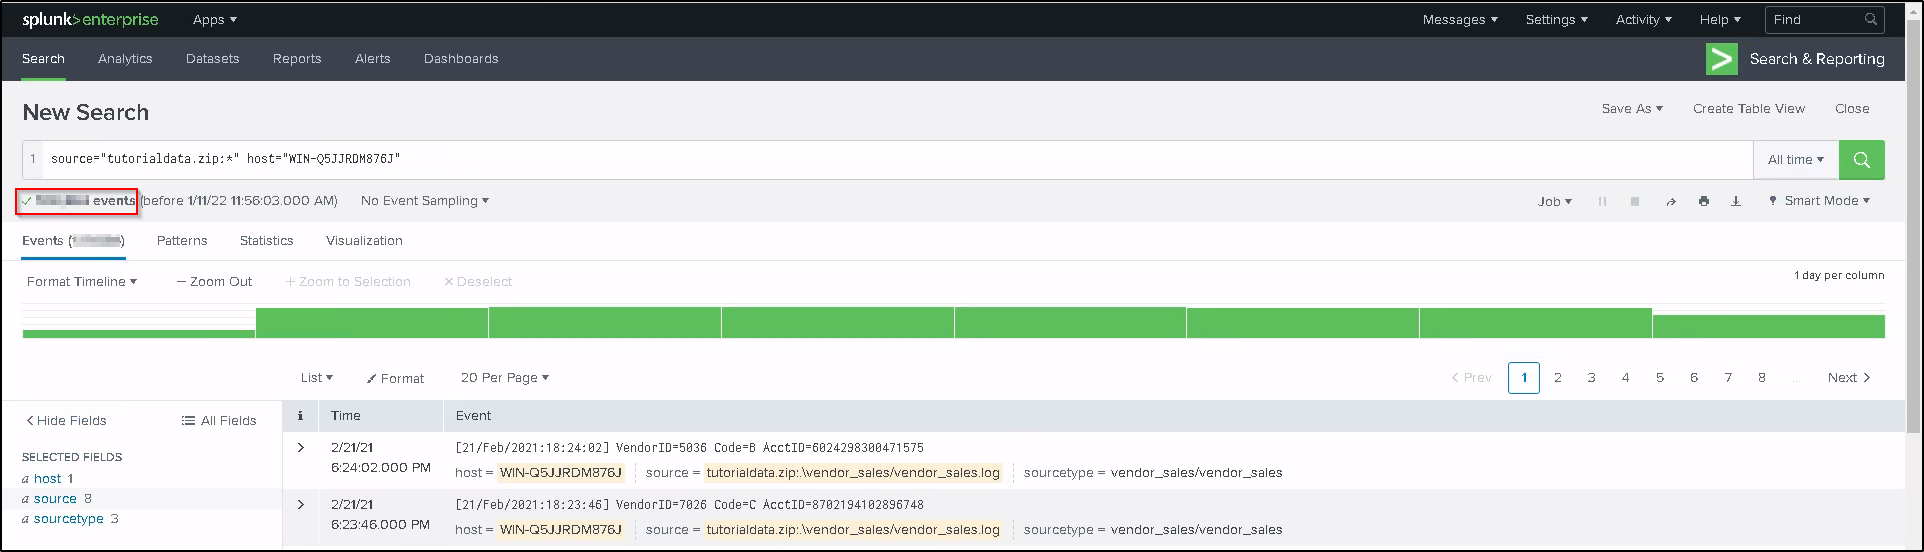 splunk>enterprise Apps ▾ Messages ▾ Settings ▾ Activity ▾ Help ▾ Find
Search Analytics Datasets Reports Alerts Dashboards Search & Reporting
New Search Save As ▾ Create Table View Close
1 source="tutorialdata.zip:*" host="WIN-Q5JJRDM876J" All time ▾
✓ events (before 1/11/22 11:56:03.000 AM) No Event Sampling ▾ Job ▾ Smart Mode ▾
Events ( ) Patterns Statistics Visualization
Format Timeline ▾ — Zoom Out + Zoom to Selection × Deselect 1 day per column
List ▾ Format 20 Per Page ▾ < Prev 1 2 3 4 5 6 7 8 ... Next >
< Hide Fields All Fields i Time Event
SELECTED FIELDS
a host 1
a source 8
a sourcetype 3
> 2/21/21 [21/Feb/2021:18:24:02] VendorID=5036 Code=B AcctID=6024298300471575
6:24:02.000 PM host = WIN-Q5JJRDM876J source = tutorialdata.zip:.\vendor_sales/vendor_sales.log sourcetype = vendor_sales/vendor_sales
> 2/21/21 [21/Feb/2021:18:23:46] VendorID=7026 Code=C AcctID=8702194102896748
6:23:46.000 PM host = WIN-Q5JJRDM876J source = tutorialdata.zip:.\vendor_sales/vendor_sales.log sourcetype = vendor_sales/vendor_sales